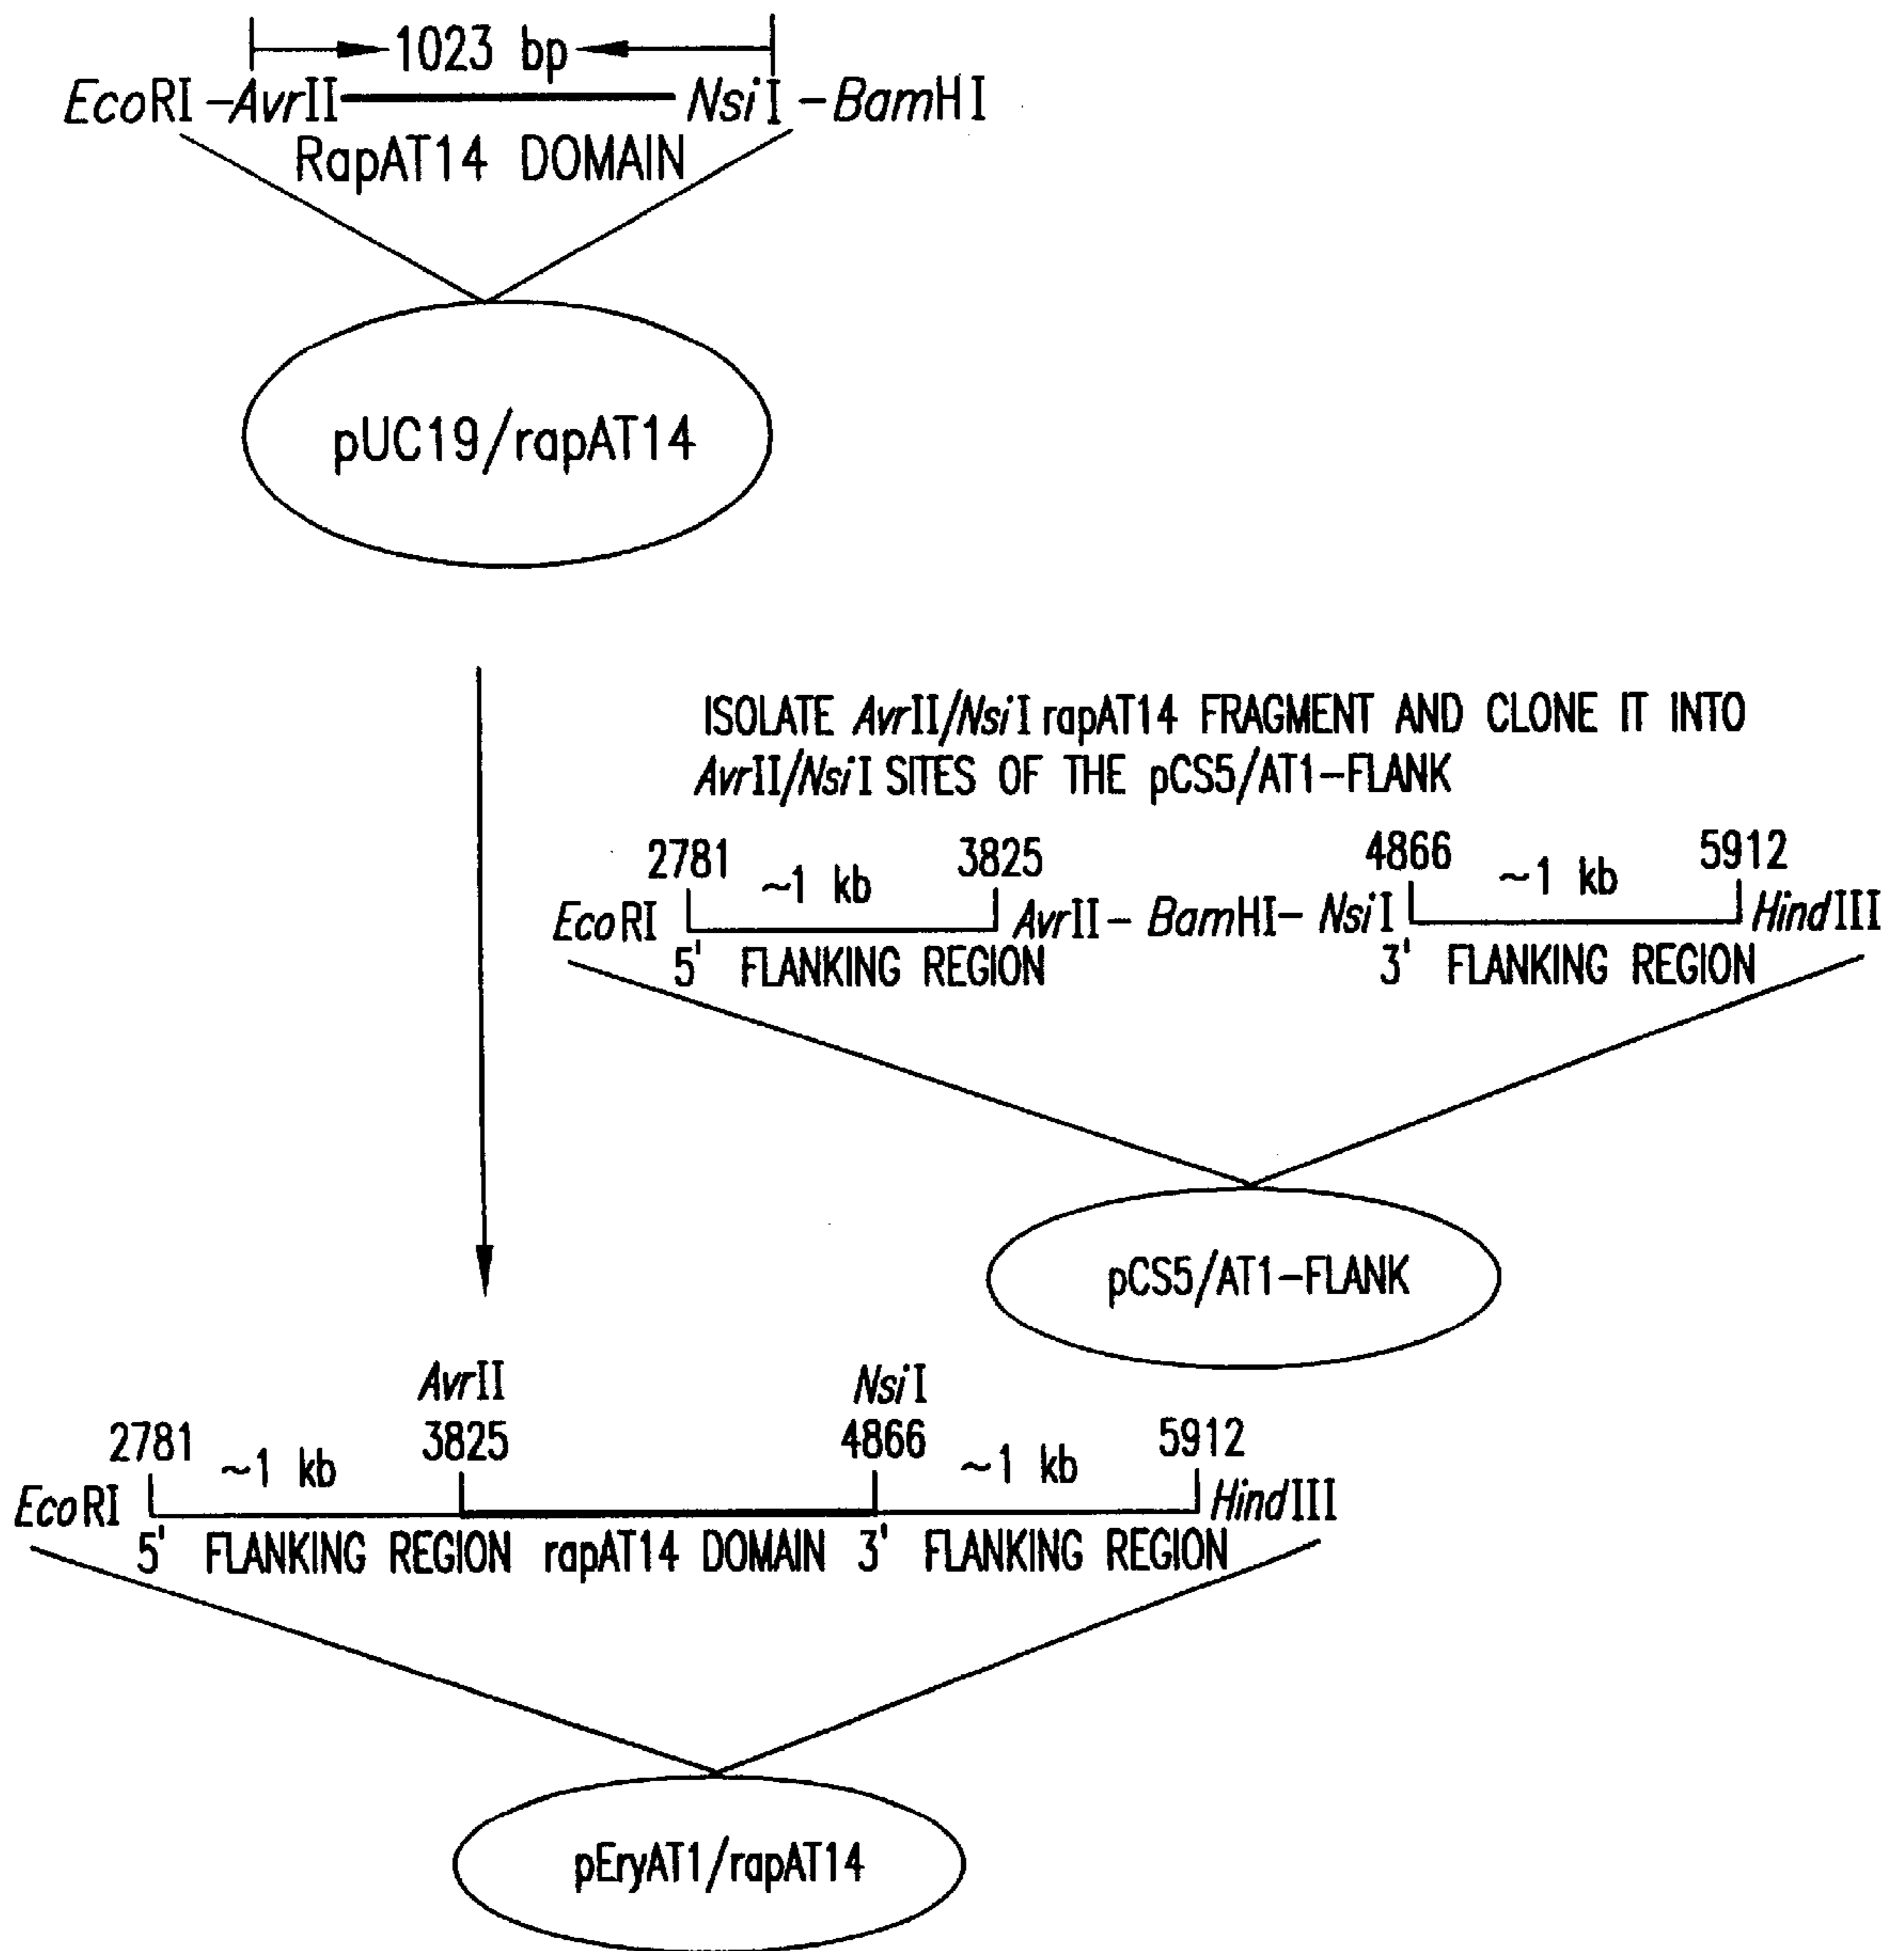 1023 bp
EcoRI-AvrII NsiI-BamHI
RapAT14 DOMAIN
pUC19/rapAT14
ISOLATE AvrII/NsiI rapAT14 FRAGMENT AND CLONE IT INTO
AvrII/NsiI SITES OF THE pCS5/AT1-FLANK
2781 ~1 kb 3825 4866 ~1 kb 5912
EcoRI AvrII- BamHI- NsiI HindIII
5' FLANKING REGION 3' FLANKING REGION
pCS5/AT1-FLANK
AvrII NsiI
2781 ~1 kb 3825 4866 ~1 kb 5912
EcoRI HindIII
5' FLANKING REGION rapAT14 DOMAIN 3' FLANKING REGION
pEryAT1/rapAT14